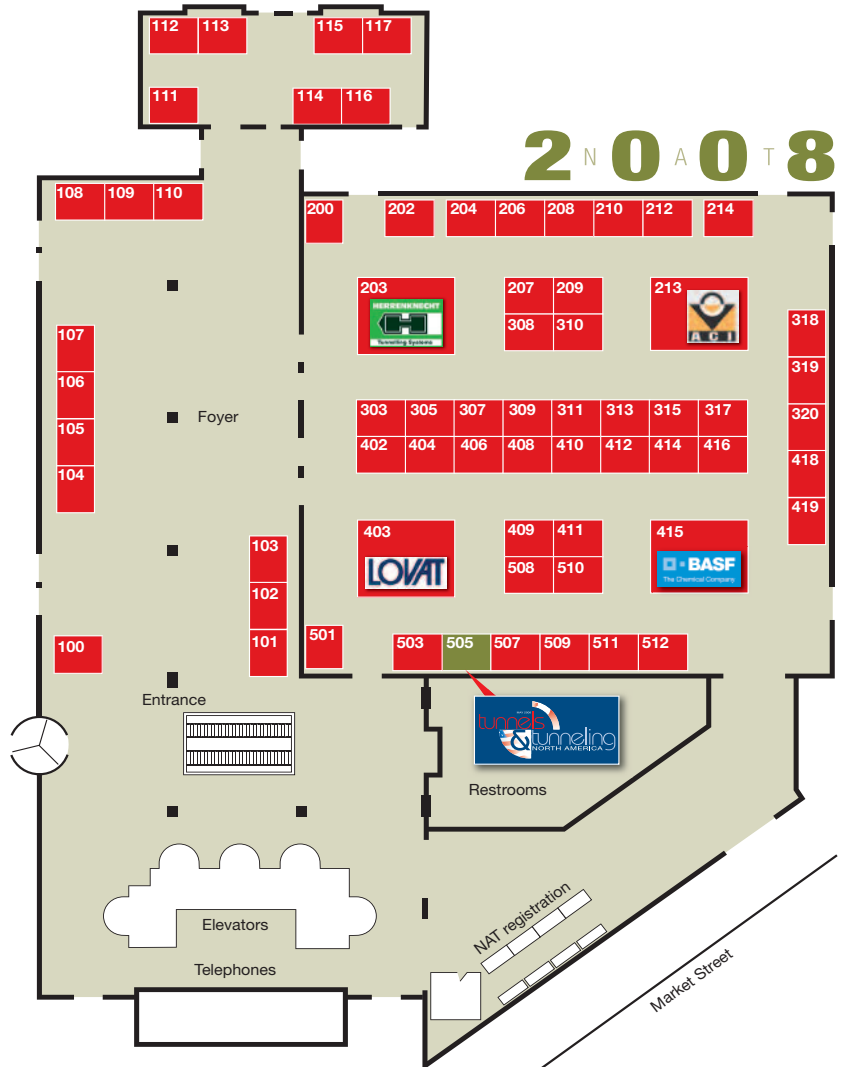 112 113 115 117
111 114 116
2 N 0 A 0 T 8
108 109 110
200 202 204 206 208 210 212 214
203 207 209 213
HERRENKNECHT
Tunnelling Systems
ACI
308 310 318
107
319
106
303 305 307 309 311 313 315 317
320
Foyer
105
402 404 406 408 410 412 414 416
418
104
419
403 409 411 415
LOVAT
BASF
The Chemical Company
103
508 510
102
101
501 503 505 507 509 511 512
100
Entrance
tunnels
& tunneling
NORTH AMERICA
Restrooms
NAT registration
Elevators
Telephones
Market Street